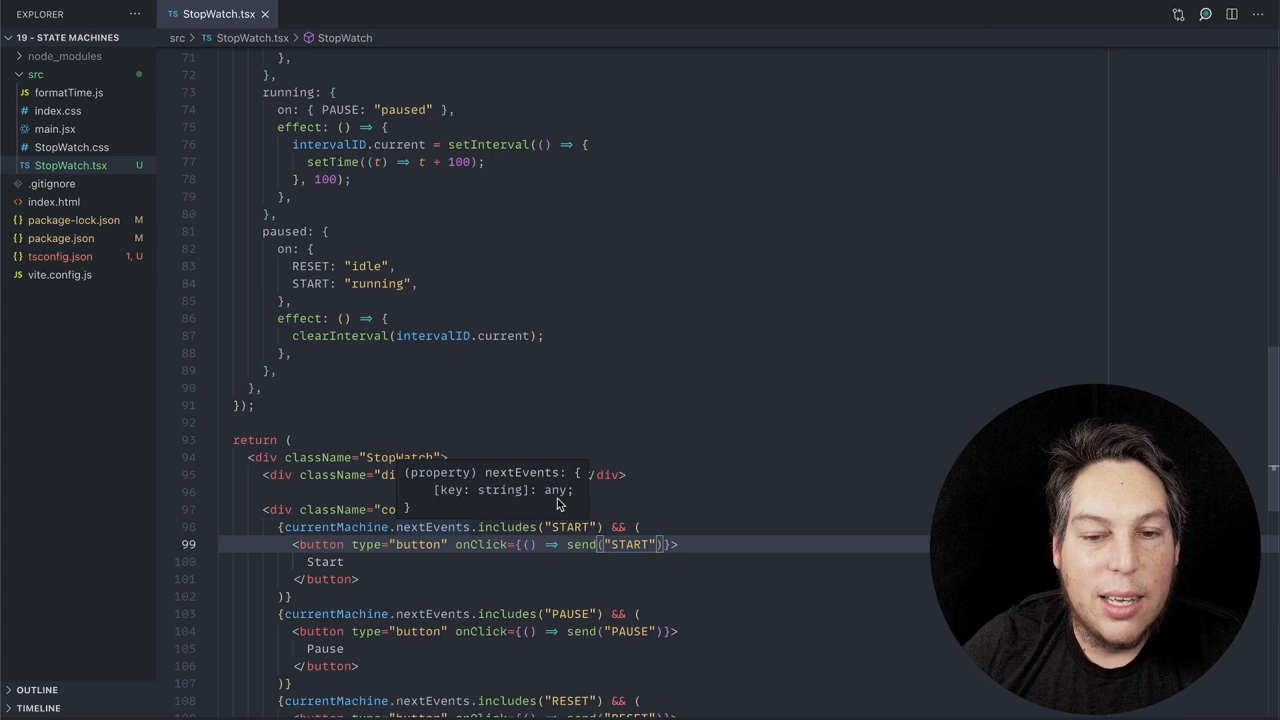 EXPLORER
TS StopWatch.tsx
19 - STATE MACHINES
src > TS StopWatch.tsx > StopWatch
node_modules
src
JS formatTime.js
# index.css
main.jsx
# StopWatch.css
TS StopWatch.tsx U
.gitignore
<> index.html
{} package-lock.json M
{} package.json M
tsconfig.json 1, U
vite.config.js
OUTLINE
TIMELINE
71 },
72 },
73 running: {
74 on: { PAUSE: "paused" },
75 effect: () => {
76 intervalID.current = setInterval(() => {
77 setTime((t) => t + 100);
78 }, 100);
79 },
80 },
81 paused: {
82 on: {
83 RESET: "idle",
84 START: "running",
85 },
86 effect: () => {
87 clearInterval(intervalID.current);
88 },
89 },
90 },
91 });
92
93 return (
94 <div className="StopWatch">
(property) nextEvents: {
[key: string]: any;
}
95 <div className="di /div>
96
97 <div className="co
98 {currentMachine.nextEvents.includes("START") && (
99 <button type="button" onClick={() => send("START")}>
100 Start
101 </button>
102 )}
103 {currentMachine.nextEvents.includes("PAUSE") && (
104 <button type="button" onClick={() => send("PAUSE")}>
105 Pause
106 </button>
107 )}
108 {currentMachine.nextEvents.includes("RESET") && (